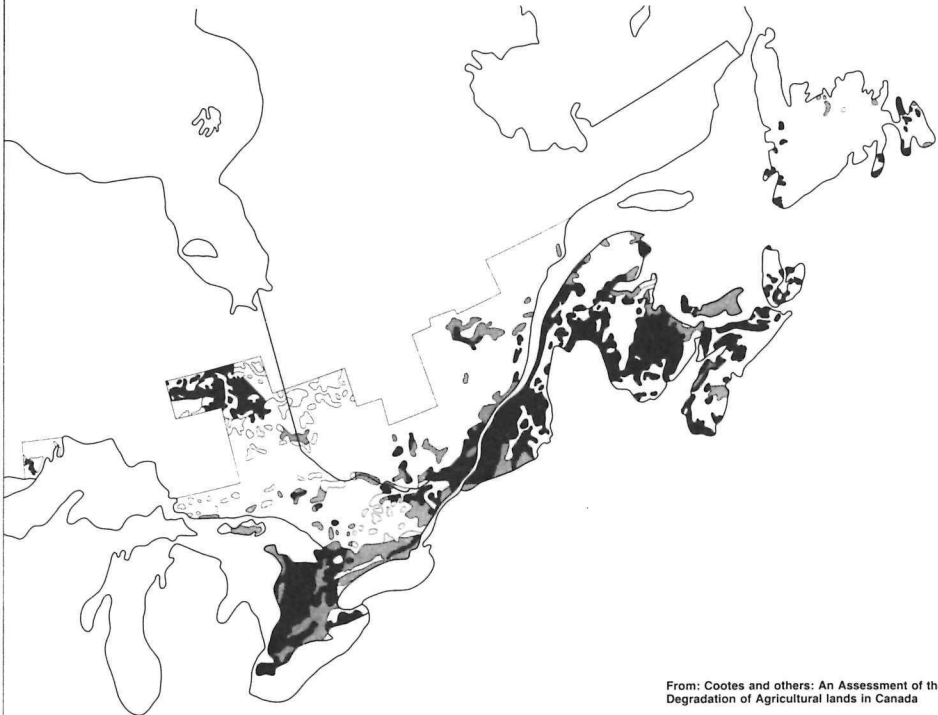 From: Cootes and others: An Assessment of th
Degradation of Agricultural lands in Canada